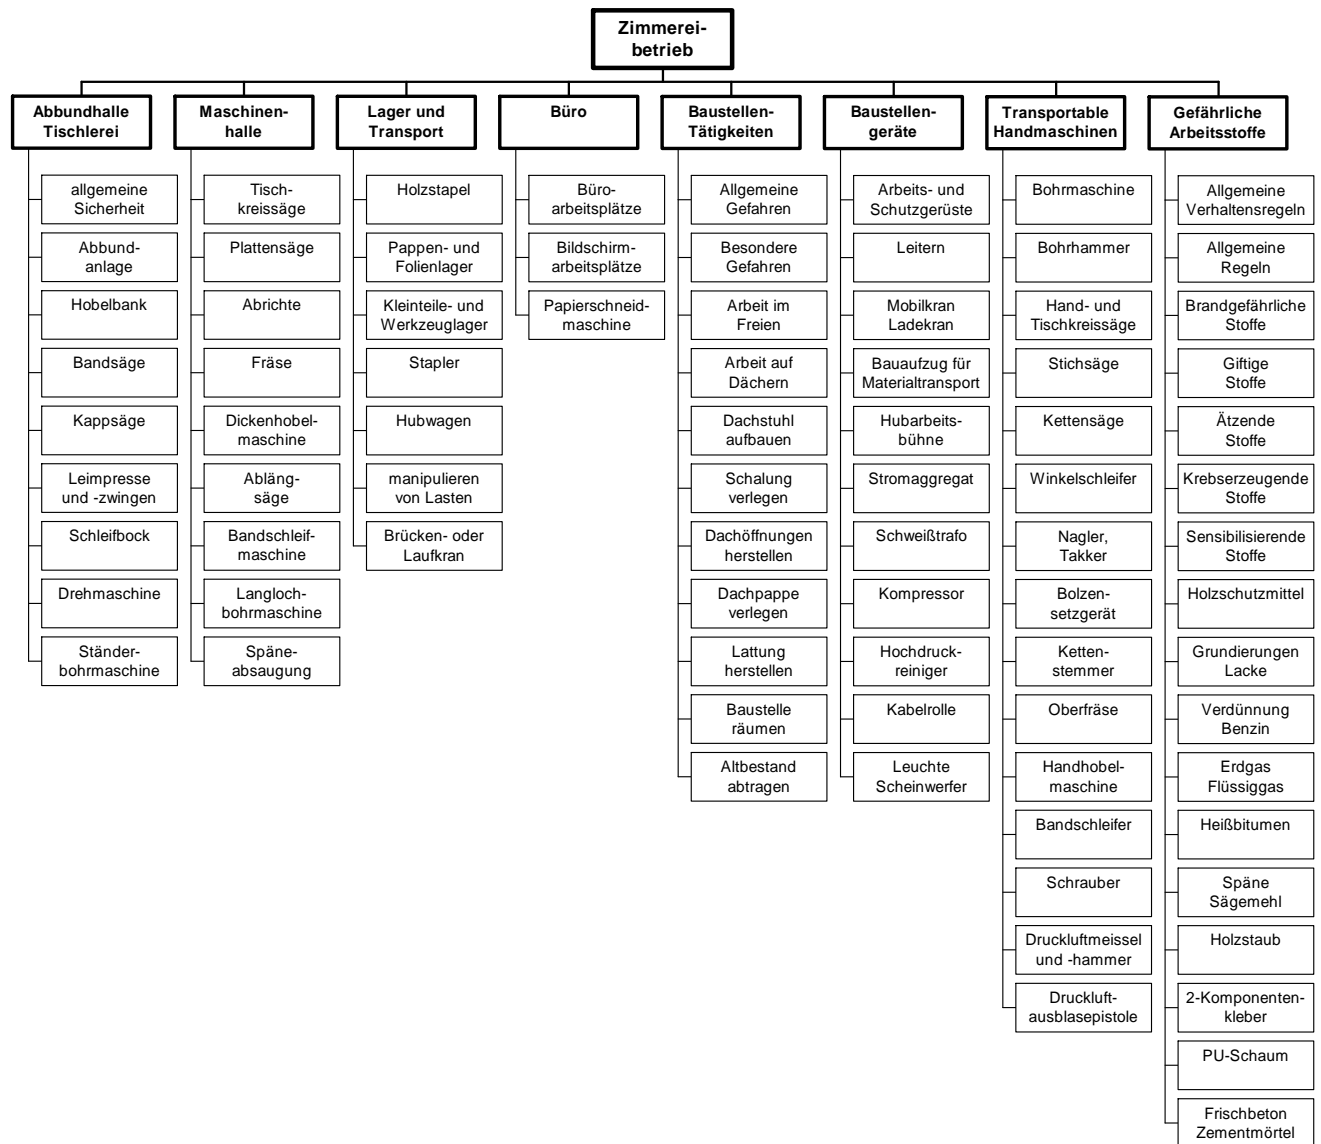 Zimmerei-
betrieb
Abbundhalle
Tischlerei
allgemeine
Sicherheit
Abbund-
anlage
Hobelbank
Bandsäge
Kappsäge
Leimpresse
und -zwingen
Schleifbock
Drehmaschine
Ständer-
bohrmaschine
Maschinen-
halle
Tisch-
kreissäge
Plattensäge
Abrichte
Fräse
Dickenhobel-
maschine
Abläng-
säge
Bandschleif-
maschine
Langloch-
bohrmaschine
Späne-
absaugung
Lager und
Transport
Holzstapel
Pappen- und
Folienlager
Kleinteile- und
Werkzeuglager
Stapler
Hubwagen
manipulieren
von Lasten
Brücken- oder
Laufkran
Büro
Büro-
arbeitsplätze
Bildschirm-
arbeitsplätze
Papierschneid-
maschine
Baustellen-
Tätigkeiten
Allgemeine
Gefahren
Besondere
Gefahren
Arbeit im
Freien
Arbeit auf
Dächern
Dachstuhl
aufbauen
Schalung
verlegen
Dachöffnungen
herstellen
Dachpappe
verlegen
Lattung
herstellen
Baustelle
räumen
Altbestand
abtragen
Baustellen-
geräte
Arbeits- und
Schutzgerüste
Leitern
Mobilkran
Ladekran
Bauaufzug für
Materialtransport
Hubarbeits-
bühne
Stromaggregat
Schweißtrafo
Kompressor
Hochdruck-
reiniger
Kabelrolle
Leuchte
Scheinwerfer
Transportable
Handmaschinen
Bohrmaschine
Bohrhammer
Hand- und
Tischkreissäge
Stichsäge
Kettensäge
Winkelschleifer
Nagler,
Takker
Bolzen-
setzgerät
Ketten-
stemmer
Oberfräse
Handhobel-
maschine
Bandschleifer
Schrauber
Druckluftmeissel
und -hammer
Druckluft-
ausblasepistole
Gefährliche
Arbeitsstoffe
Allgemeine
Verhaltensregeln
Allgemeine
Regeln
Brandgefährliche
Stoffe
Giftige
Stoffe
Ätzende
Stoffe
Krebserzeugende
Stoffe
Sensibilisierende
Stoffe
Holzschutzmittel
Grundierungen
Lacke
Verdünnung
Benzin
Erdgas
Flüssiggas
Heißbitumen
Späne
Sägemehl
Holzstaub
2-Komponenten-
kleber
PU-Schaum
Frischbeton
Zementmörtel